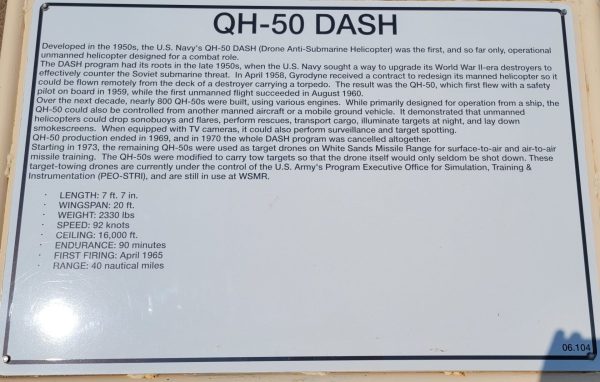 QH-50 DASH
Developed in the 1950s, the U.S. Navy's QH-50 DASH (Drone Anti-Submarine Helicopter) was the first, and so far only, operational
unmanned helicopter designed for a combat role.
The DASH program had its roots in the late 1950s, when the U.S. Navy sought a way to upgrade its World War II-era destroyers to
effectively counter the Soviet submarine threat. In April 1958, Gyrodyne received a contract to redesign its manned helicopter so it
could be flown remotely from the deck of a destroyer carrying a torpedo. The result was the QH-50, which first flew with a safety
pilot on board in 1959, while the first unmanned flight succeeded in August 1960.
Over the next decade, nearly 800 QH-50s were built, using various engines. While primarily designed for operation from a ship, the
QH-50 could also be controlled from another manned aircraft or a mobile ground vehicle. It demonstrated that unmanned
helicopters could drop sonobuoys and flares, perform rescues, transport cargo, illuminate targets at night, and lay down
smokescreens. When equipped with TV cameras, it could also perform surveillance and target spotting.
QH-50 production ended in 1969, and in 1970 the whole DASH program was cancelled altogether.
Starting in 1973, the remaining QH-50s were used as target drones on White Sands Missile Range for surface-to-air and air-to-air
missile training. The QH-50s were modified to carry tow targets so that the drone itself would only seldom be shot down. These
target-towing drones are currently under the control of the U.S. Army's Program Executive Office for Simulation, Training &
Instrumentation (PEO-STRI), and are still in use at WSMR.
· LENGTH: 7 ft. 7 in.
· WINGSPAN: 20 ft.
· WEIGHT: 2330 lbs
· SPEED: 92 knots
· CEILING: 16,000 ft.
· ENDURANCE: 90 minutes
· FIRST FIRING: April 1965
· RANGE: 40 nautical miles
06.104